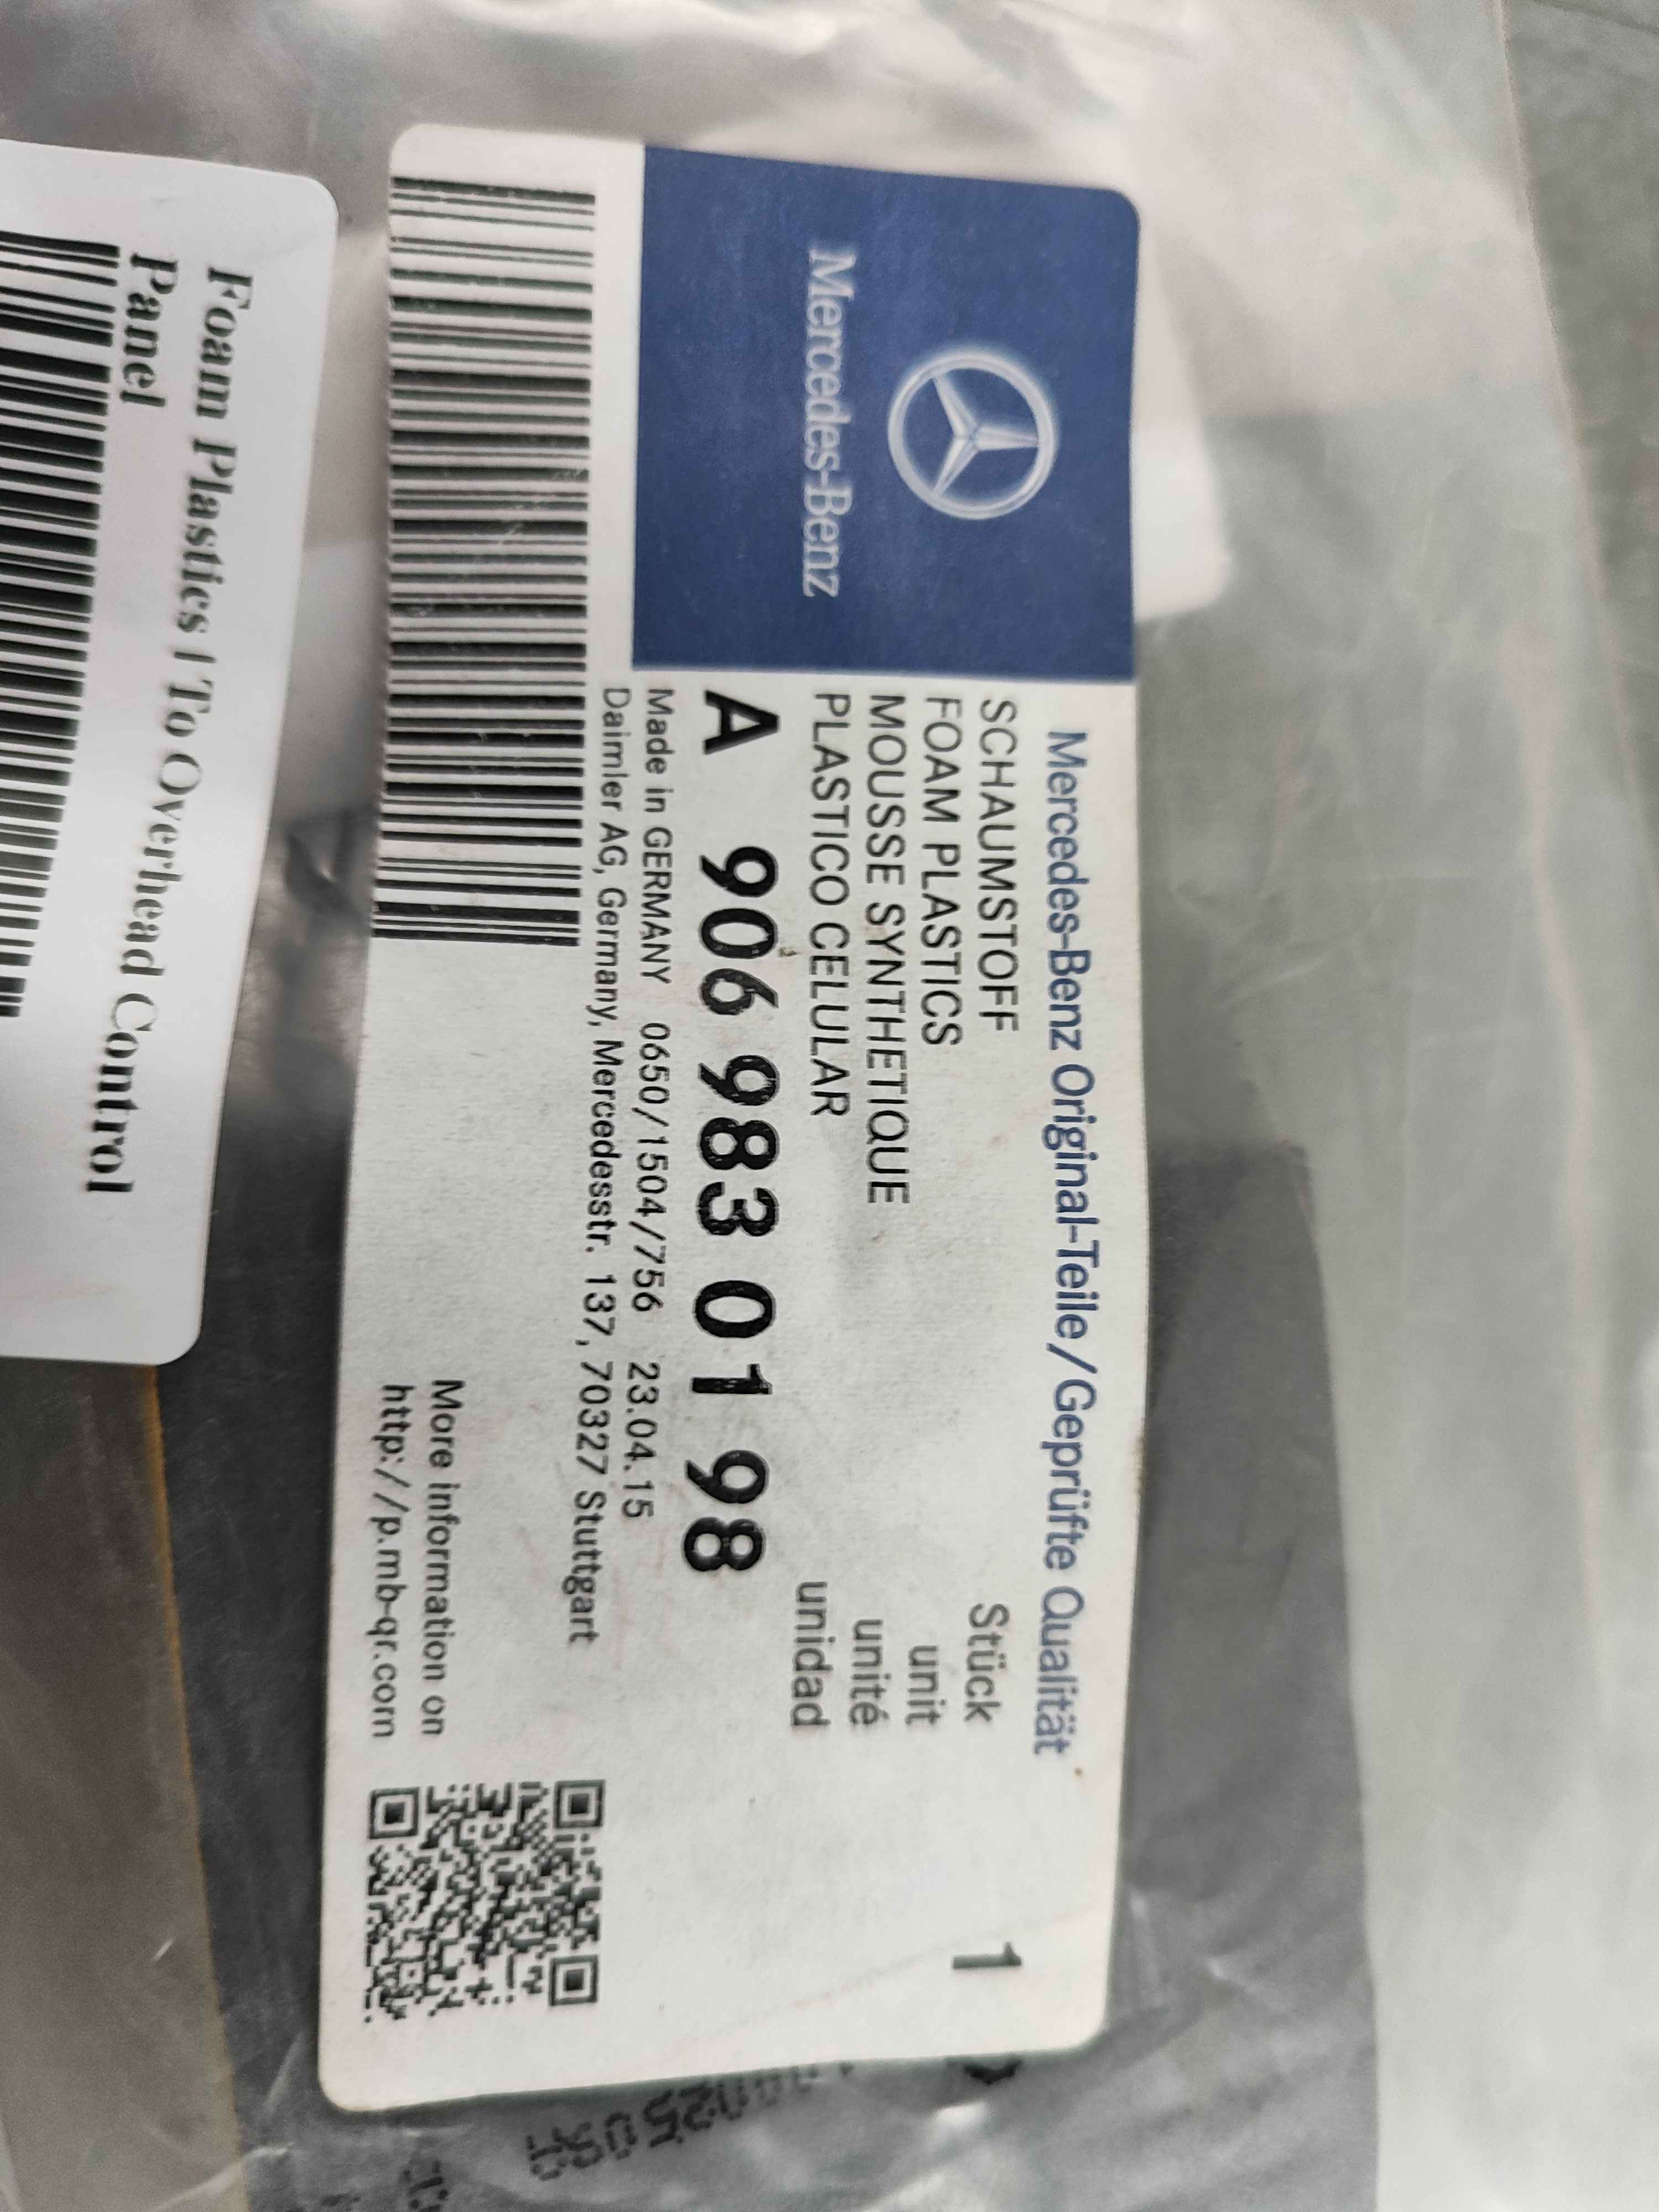 Mercedes-Benz
Mercedes-Benz Original-Teile/Geprüfte Qualität
SCHAUMSTOFF Stück 1
FOAM PLASTICS unit
MOUSSE SYNTHETIQUE unité
PLASTICO CELULAR unidad
A 906 983 01 98
Made in GERMANY 0650/1504/756 23.04.15
Daimler AG, Germany, Mercedesstr. 137, 70327 Stuttgart
More information on
http://p.mb-qr.com
Foam Plastics | To Overhead Control
Panel